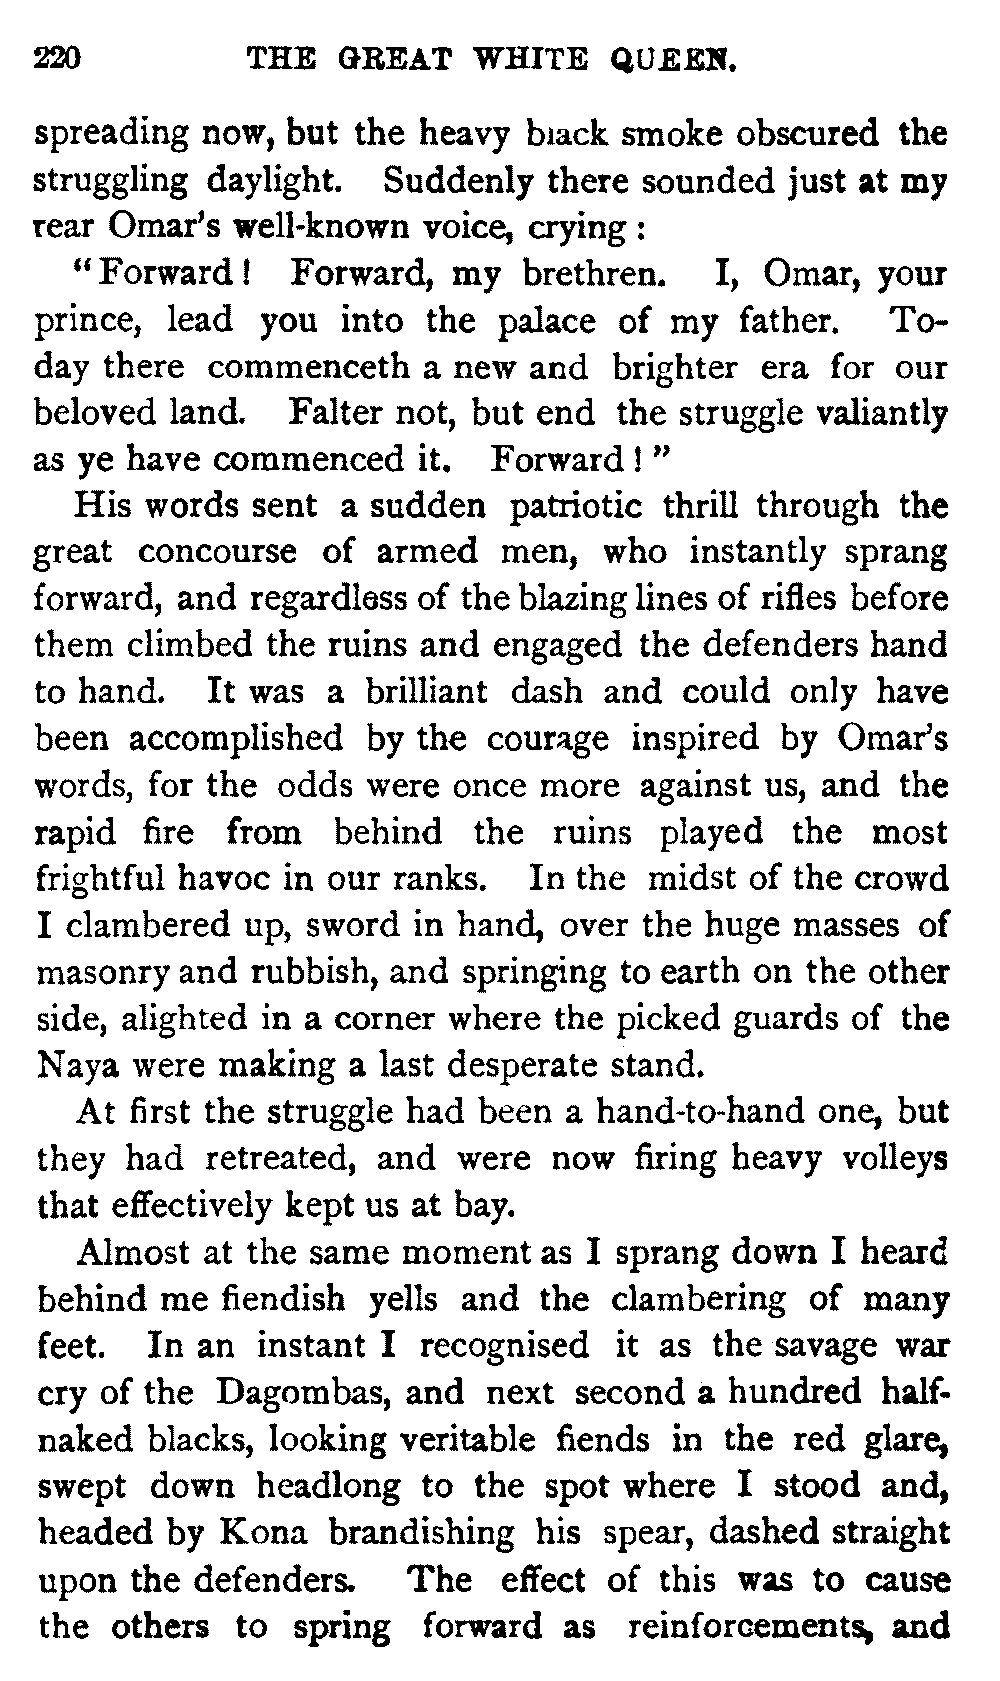 220 THE GREAT WHITE QUEEN.
spreading now, but the heavy black smoke obscured the
struggling daylight. Suddenly there sounded just at my
rear Omar's well-known voice, crying :
"Forward! Forward, my brethren. I, Omar, your
prince, lead you into the palace of my father. To-
day there commenceth a new and brighter era for our
beloved land. Falter not, but end the struggle valiantly
as ye have commenced it. Forward!"
His words sent a sudden patriotic thrill through the
great concourse of armed men, who instantly sprang
forward, and regardless of the blazing lines of rifles before
them climbed the ruins and engaged the defenders hand
to hand. It was a brilliant dash and could only have
been accomplished by the courage inspired by Omar's
words, for the odds were once more against us, and the
rapid fire from behind the ruins played the most
frightful havoc in our ranks. In the midst of the crowd
I clambered up, sword in hand, over the huge masses of
masonry and rubbish, and springing to earth on the other
side, alighted in a corner where the picked guards of the
Naya were making a last desperate stand.
At first the struggle had been a hand-to-hand one, but
they had retreated, and were now firing heavy volleys
that effectively kept us at bay.
Almost at the same moment as I sprang down I heard
behind me fiendish yells and the clambering of many
feet. In an instant I recognised it as the savage war
cry of the Dagombas, and next second a hundred half-
naked blacks, looking veritable fiends in the red glare,
swept down headlong to the spot where I stood and,
headed by Kona brandishing his spear, dashed straight
upon the defenders. The effect of this was to cause
the others to spring forward as reinforcements, and